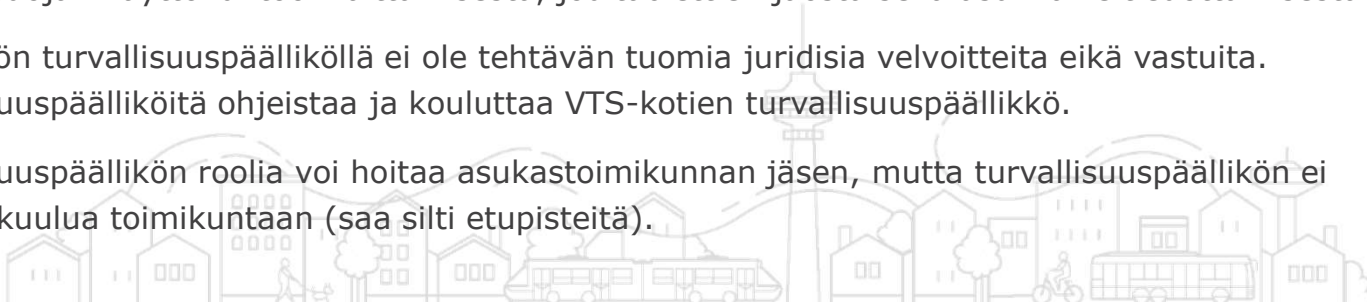 ön turvallisuuspäälliköllä ei ole tehtävän tuomia juridisia velvoitteita eikä vastuita.
uuspäälliköitä ohjeistaa ja kouluttaa VTS-kotien turvallisuuspäällikkö.
uuspäällikön roolia voi hoitaa asukastoimikunnan jäsen, mutta turvallisuuspäällikön ei
kuulua toimikuntaan (saa silti etupisteitä).